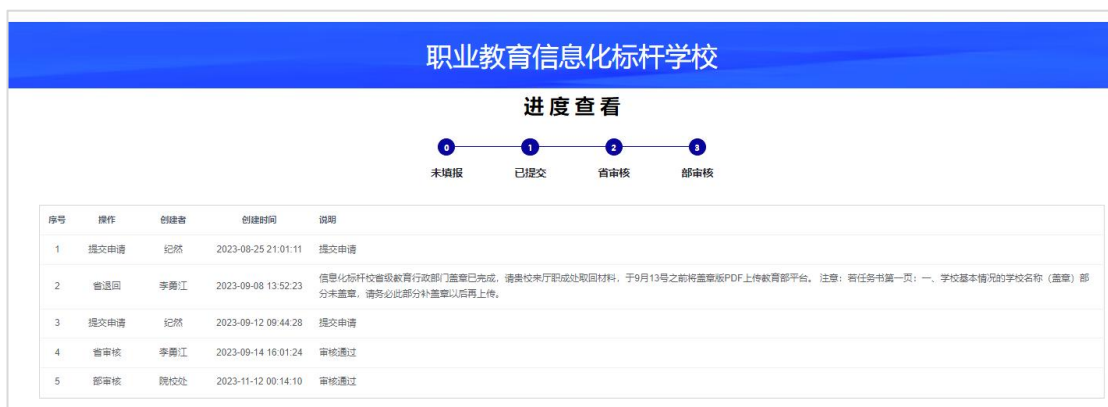 职业教育信息化标杆学校
进度查看
0 1 2 3
未填报 已提交 省审核 部审核
序号 操作 创建者 创建时间 说明
1 提交申请 纪然 2023-08-25 21:01:11 提交申请
2 省退回 李勇江 2023-09-08 13:52:23 信息化标杆校省级教育行政部门盖章已完成，请贵校来厅职成处取回材料，于9月13号之前将盖章版PDF上传教育部平台。 注意：若任务书第一页：一、学校基本情况的学校名称（盖章）部
分未盖章，请务必此部分补盖章以后再上传。
3 提交申请 纪然 2023-09-12 09:44:28 提交申请
4 省审核 李勇江 2023-09-14 16:01:24 审核通过
5 部审核 院校处 2023-11-12 00:14:10 审核通过